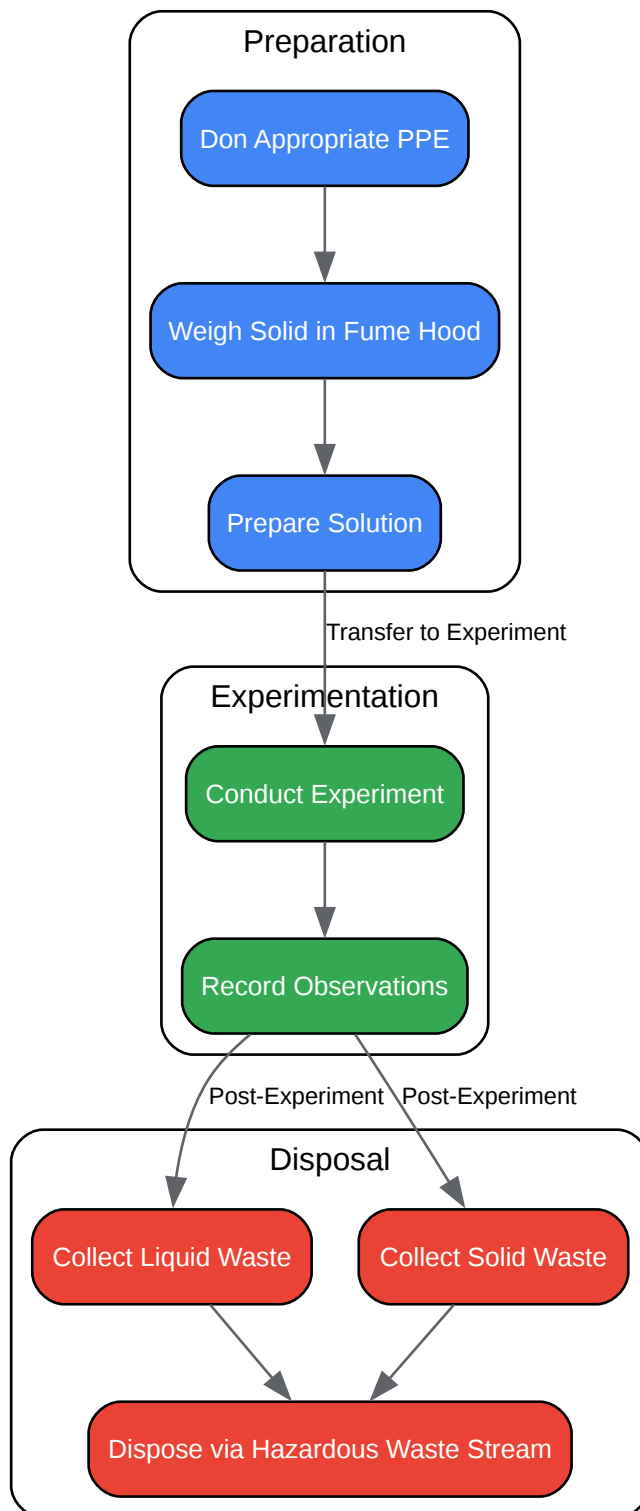 Preparation
Don Appropriate PPE
Weigh Solid in Fume Hood
Prepare Solution
Transfer to Experiment
Experimentation
Conduct Experiment
Record Observations
Post-Experiment
Post-Experiment
Disposal
Collect Liquid Waste
Collect Solid Waste
Dispose via Hazardous Waste Stream